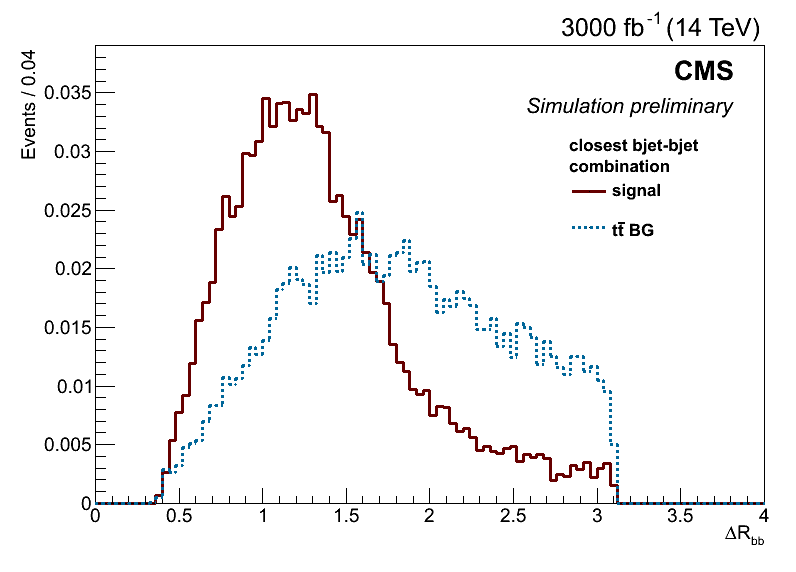 3000 fb⁻¹ (14 TeV)
Events / 0.04
CMS
Simulation preliminary
closest bjet-bjet
combination
signal
tt̄ BG
0.035
0.03
0.025
0.02
0.015
0.01
0.005
0
0 0.5 1 1.5 2 2.5 3 3.5 4
ΔR_bb